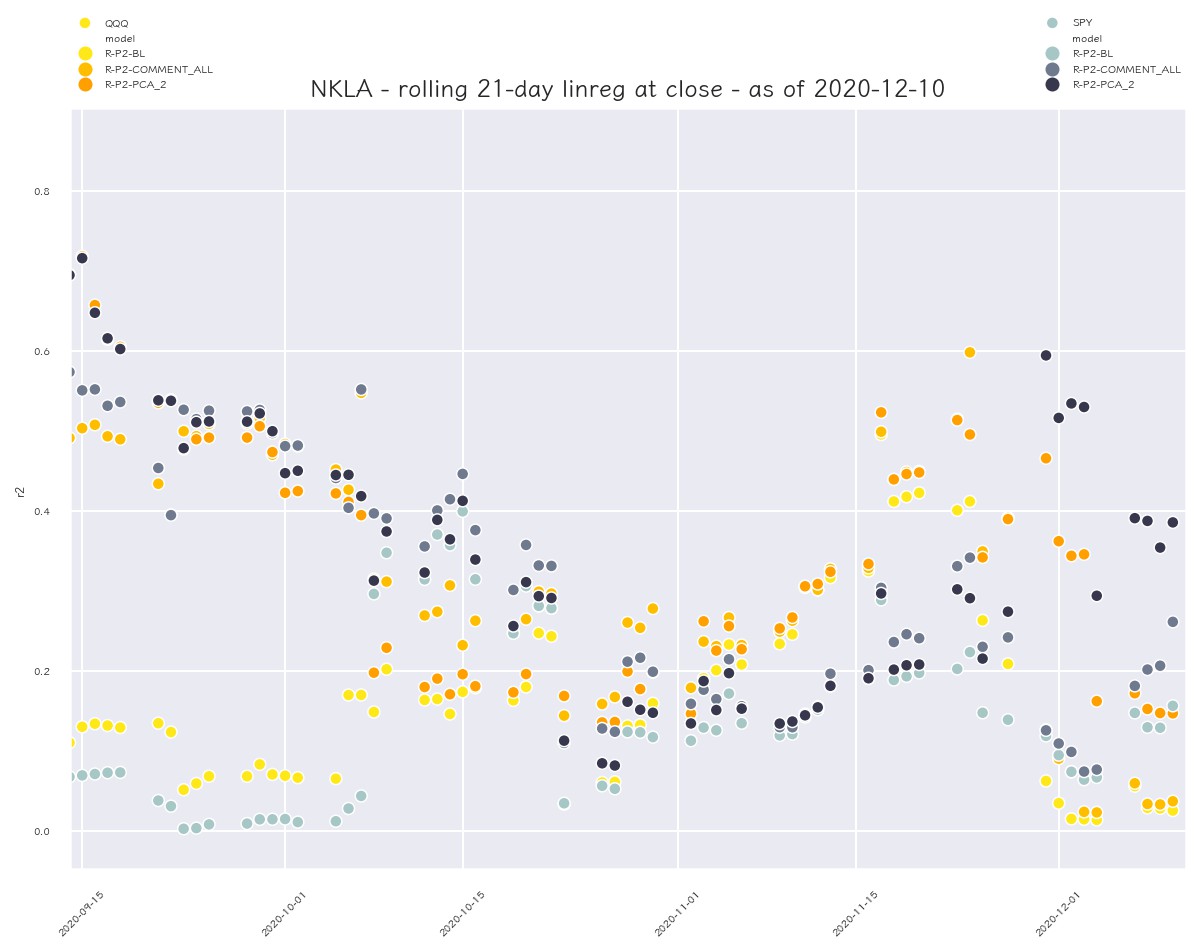 QQQ
model
R-P2-BL
R-P2-COMMENT_ALL
R-P2-PCA_2
SPY
model
R-P2-BL
R-P2-COMMENT_ALL
R-P2-PCA_2
NKLA - rolling 21-day linreg at close - as of 2020-12-10
0.8
0.6
0.4
0.2
0.0
r2
2020-09-15
2020-10-01
2020-10-15
2020-11-01
2020-11-15
2020-12-01